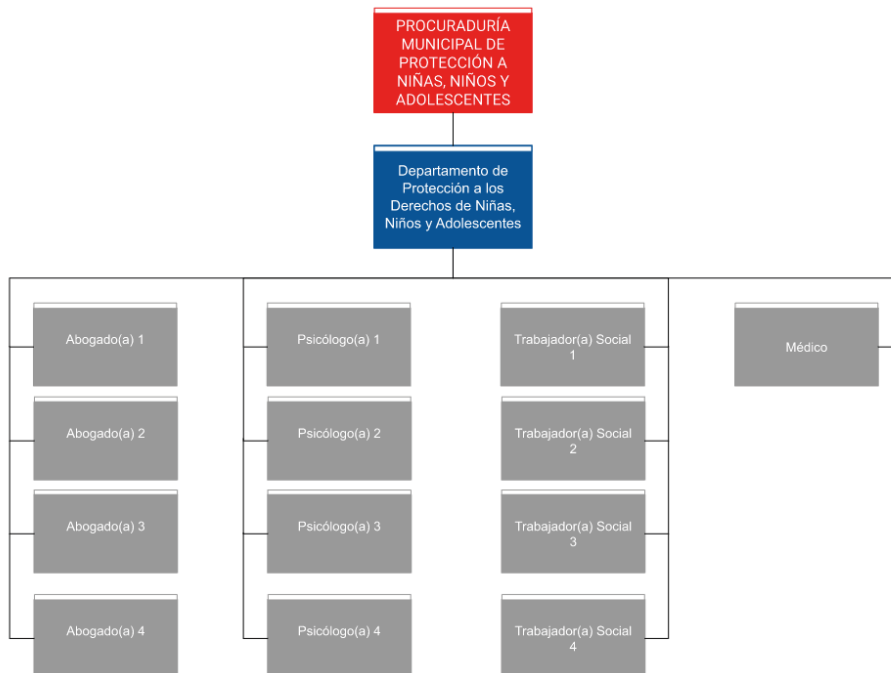 PROCURADURÍA
MUNICIPAL DE
PROTECCIÓN A
NIÑAS, NIÑOS Y
ADOLESCENTES
Departamento de
Protección a los
Derechos de Niñas,
Niños y Adolescentes
Abogado(a) 1
Psicólogo(a) 1
Trabajador(a) Social
1
Médico
Abogado(a) 2
Psicólogo(a) 2
Trabajador(a) Social
2
Abogado(a) 3
Psicólogo(a) 3
Trabajador(a) Social
3
Abogado(a) 4
Psicólogo(a) 4
Trabajador(a) Social
4